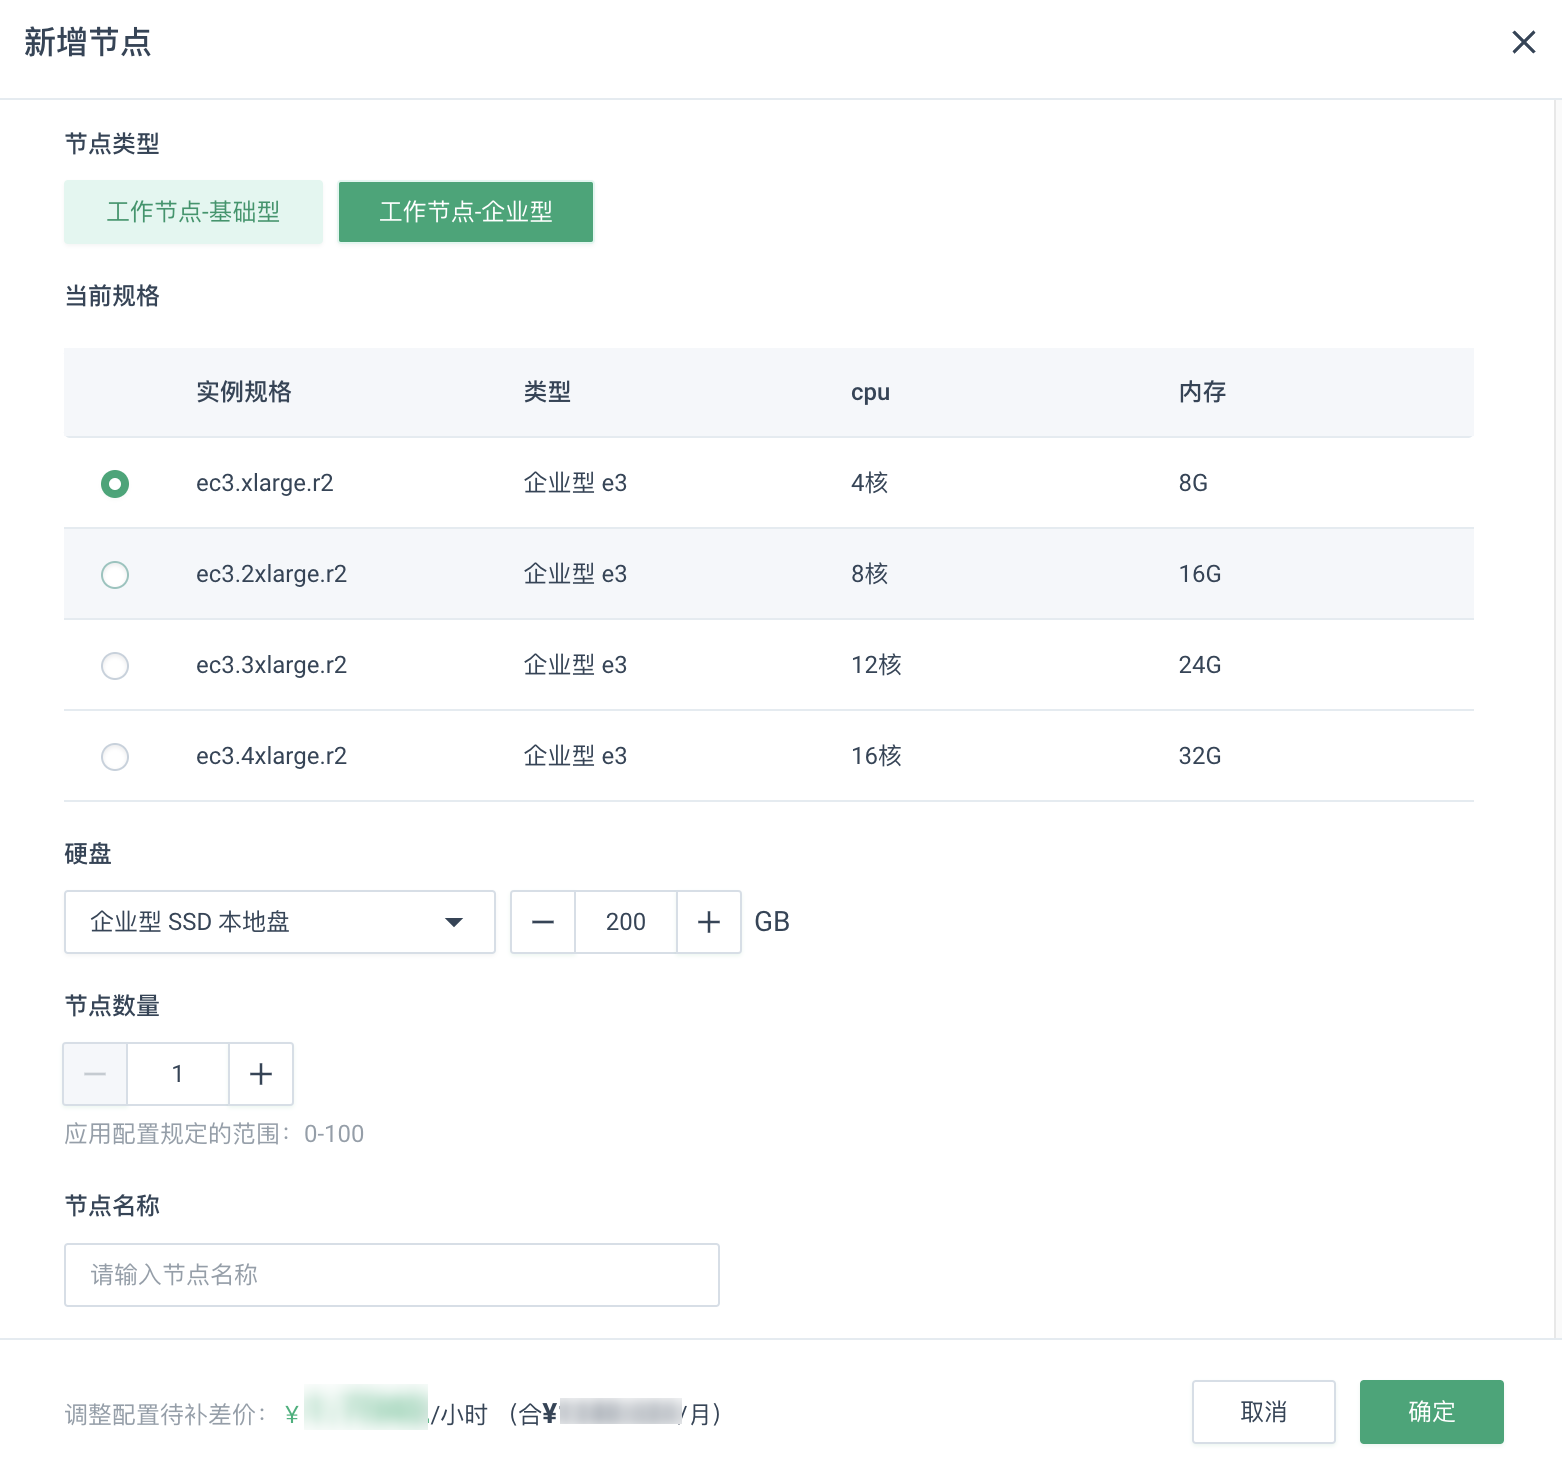 新增节点
节点类型
工作节点-基础型 工作节点-企业型
当前规格
实例规格 类型 cpu 内存
ec3.xlarge.r2 企业型 e3 4核 8G
ec3.2xlarge.r2 企业型 e3 8核 16G
ec3.3xlarge.r2 企业型 e3 12核 24G
ec3.4xlarge.r2 企业型 e3 16核 32G
硬盘
企业型 SSD 本地盘 200 GB
节点数量
1
应用配置规定的范围：0-100
节点名称
请输入节点名称
调整配置待补差价：¥ /小时 （合¥ /月）
取消 确定